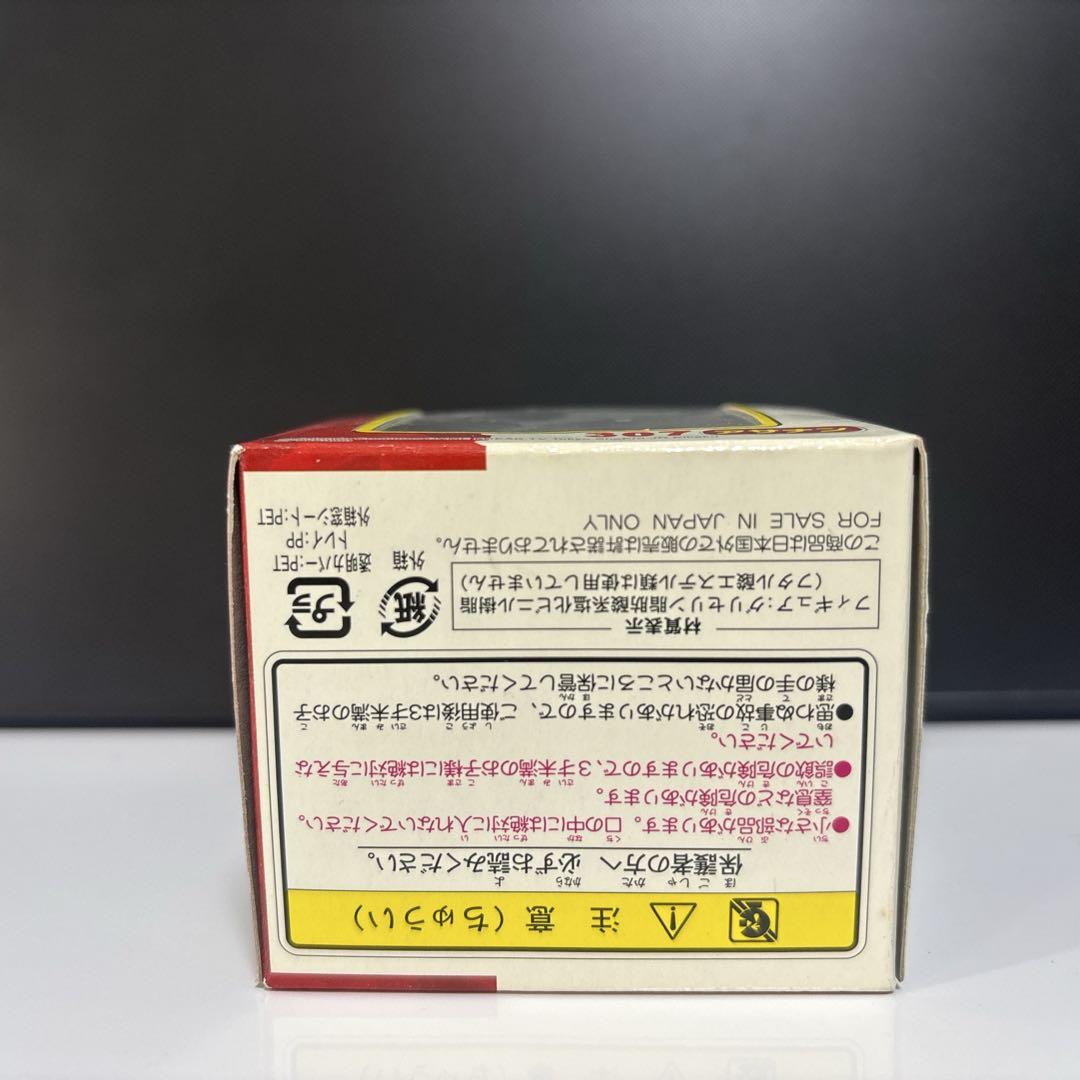 注意(ちゅうい)
保護者の方へ 必ずお読みください。
●小さな部品があります。口の中には絶対に入れないでください。
窒息などの危険があります。
●誤飲の危険がありますので、3才未満のお子様には絶対に与えな
いでください。
●思わぬ事故の恐れがありますので、ご使用後は3才未満のお子
様の手の届かないところに保管してください。
材質表示
フィギュア:グリセリン脂肪酸系塩化ビニル樹脂
(フタル酸エステル類は使用していません)
この商品は日本国外での販売は許諾されておりません。
FOR SALE IN JAPAN ONLY
紙
外箱
プラ
透明カバー:PET
トレイ:PP
外箱窓シート:PET
307